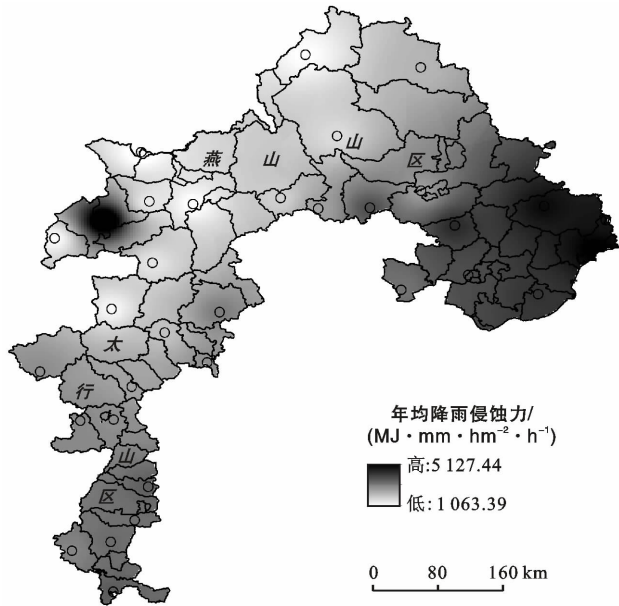 燕 山 山 区
太
行
山
区
年均降雨侵蚀力/
(MJ·mm·hm⁻²·h⁻¹)
高:5 127.44
低:1 063.39
0 80 160 km